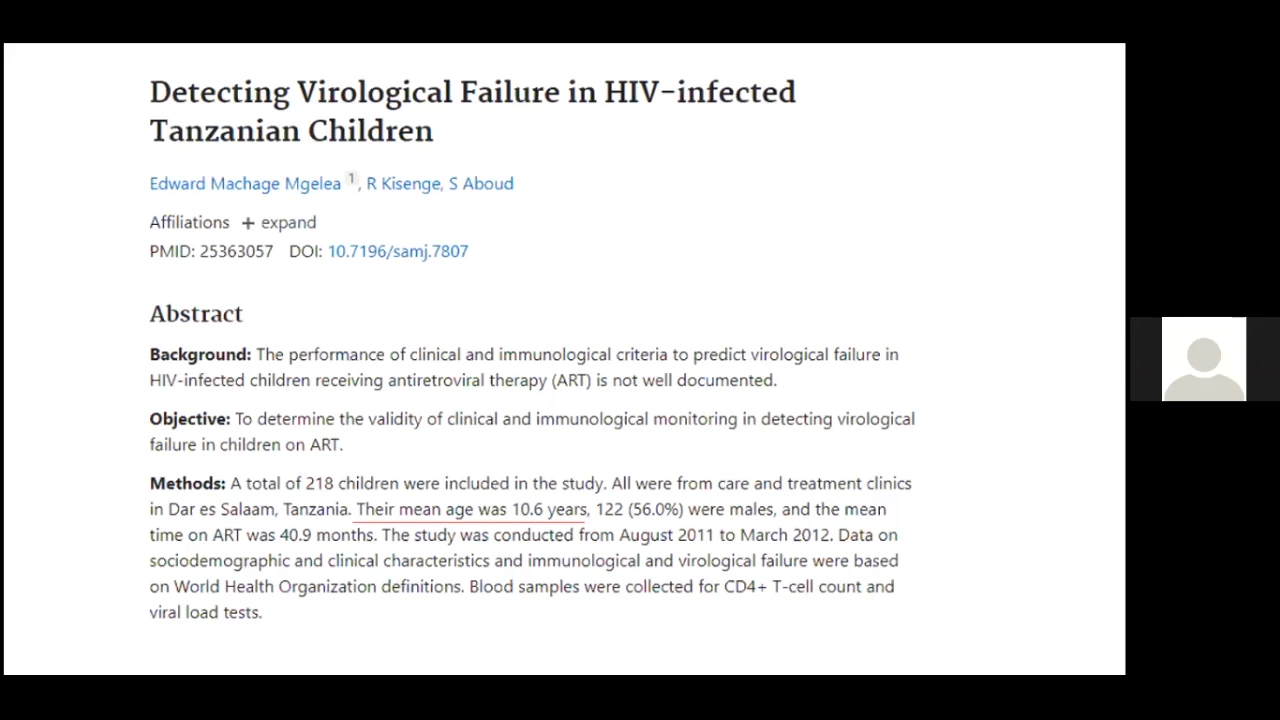 Detecting Virological Failure in HIV-infected
Tanzanian Children
Edward Machage Mgelea 1, R Kisenge, S Aboud
Affiliations + expand
PMID: 25363057 DOI: 10.7196/samj.7807
Abstract
Background: The performance of clinical and immunological criteria to predict virological failure in
HIV-infected children receiving antiretroviral therapy (ART) is not well documented.
Objective: To determine the validity of clinical and immunological monitoring in detecting virological
failure in children on ART.
Methods: A total of 218 children were included in the study. All were from care and treatment clinics
in Dar es Salaam, Tanzania. Their mean age was 10.6 years, 122 (56.0%) were males, and the mean
time on ART was 40.9 months. The study was conducted from August 2011 to March 2012. Data on
sociodemographic and clinical characteristics and immunological and virological failure were based
on World Health Organization definitions. Blood samples were collected for CD4+ T-cell count and
viral load tests.